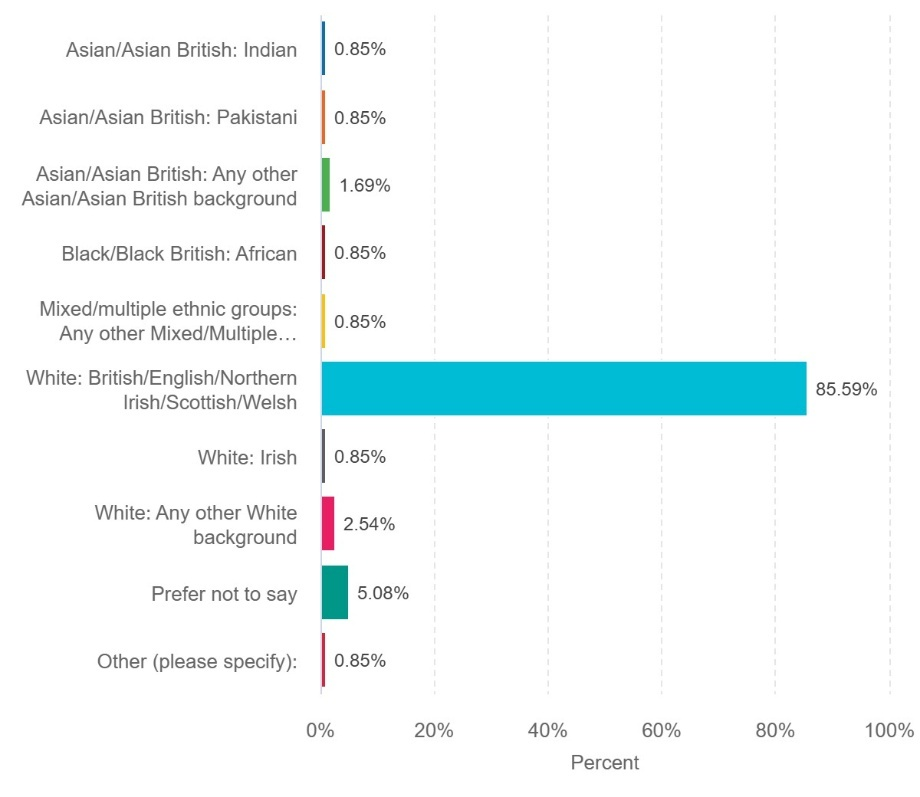 Asian/Asian British: Indian
0.85%
Asian/Asian British: Pakistani
0.85%
Asian/Asian British: Any other
Asian/Asian British background
1.69%
Black/Black British: African
0.85%
Mixed/multiple ethnic groups:
Any other Mixed/Multiple…
0.85%
White: British/English/Northern
Irish/Scottish/Welsh
85.59%
White: Irish
0.85%
White: Any other White
background
2.54%
Prefer not to say
5.08%
Other (please specify):
0.85%
0%
20%
40%
60%
80%
100%
Percent